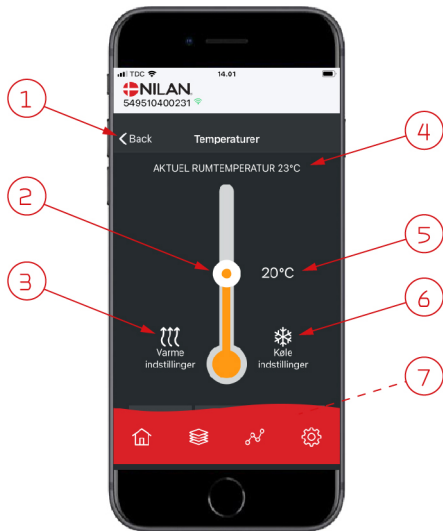 TDC 14.01
NILAN
549510400231
Back Temperaturer
AKTUEL RUMTEMPERATUR 23°C
20°C
Varme
indstillinger
Køle
indstillinger
1
2
3
4
5
6
7